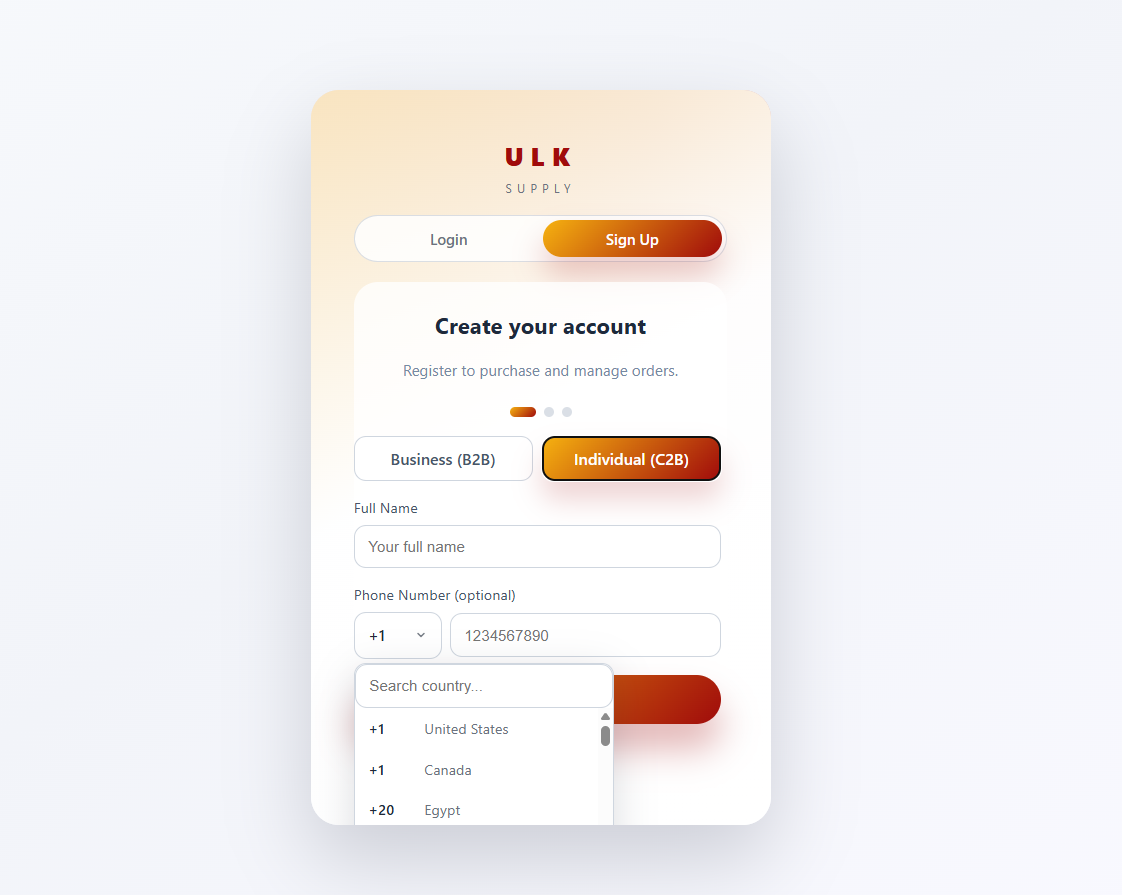 ULK
SUPPLY
Login Sign Up
Create your account
Register to purchase and manage orders.
Business (B2B) Individual (C2B)
Full Name
Your full name
Phone Number (optional)
+1 1234567890
Search country...
+1 United States
+1 Canada
+20 Egypt